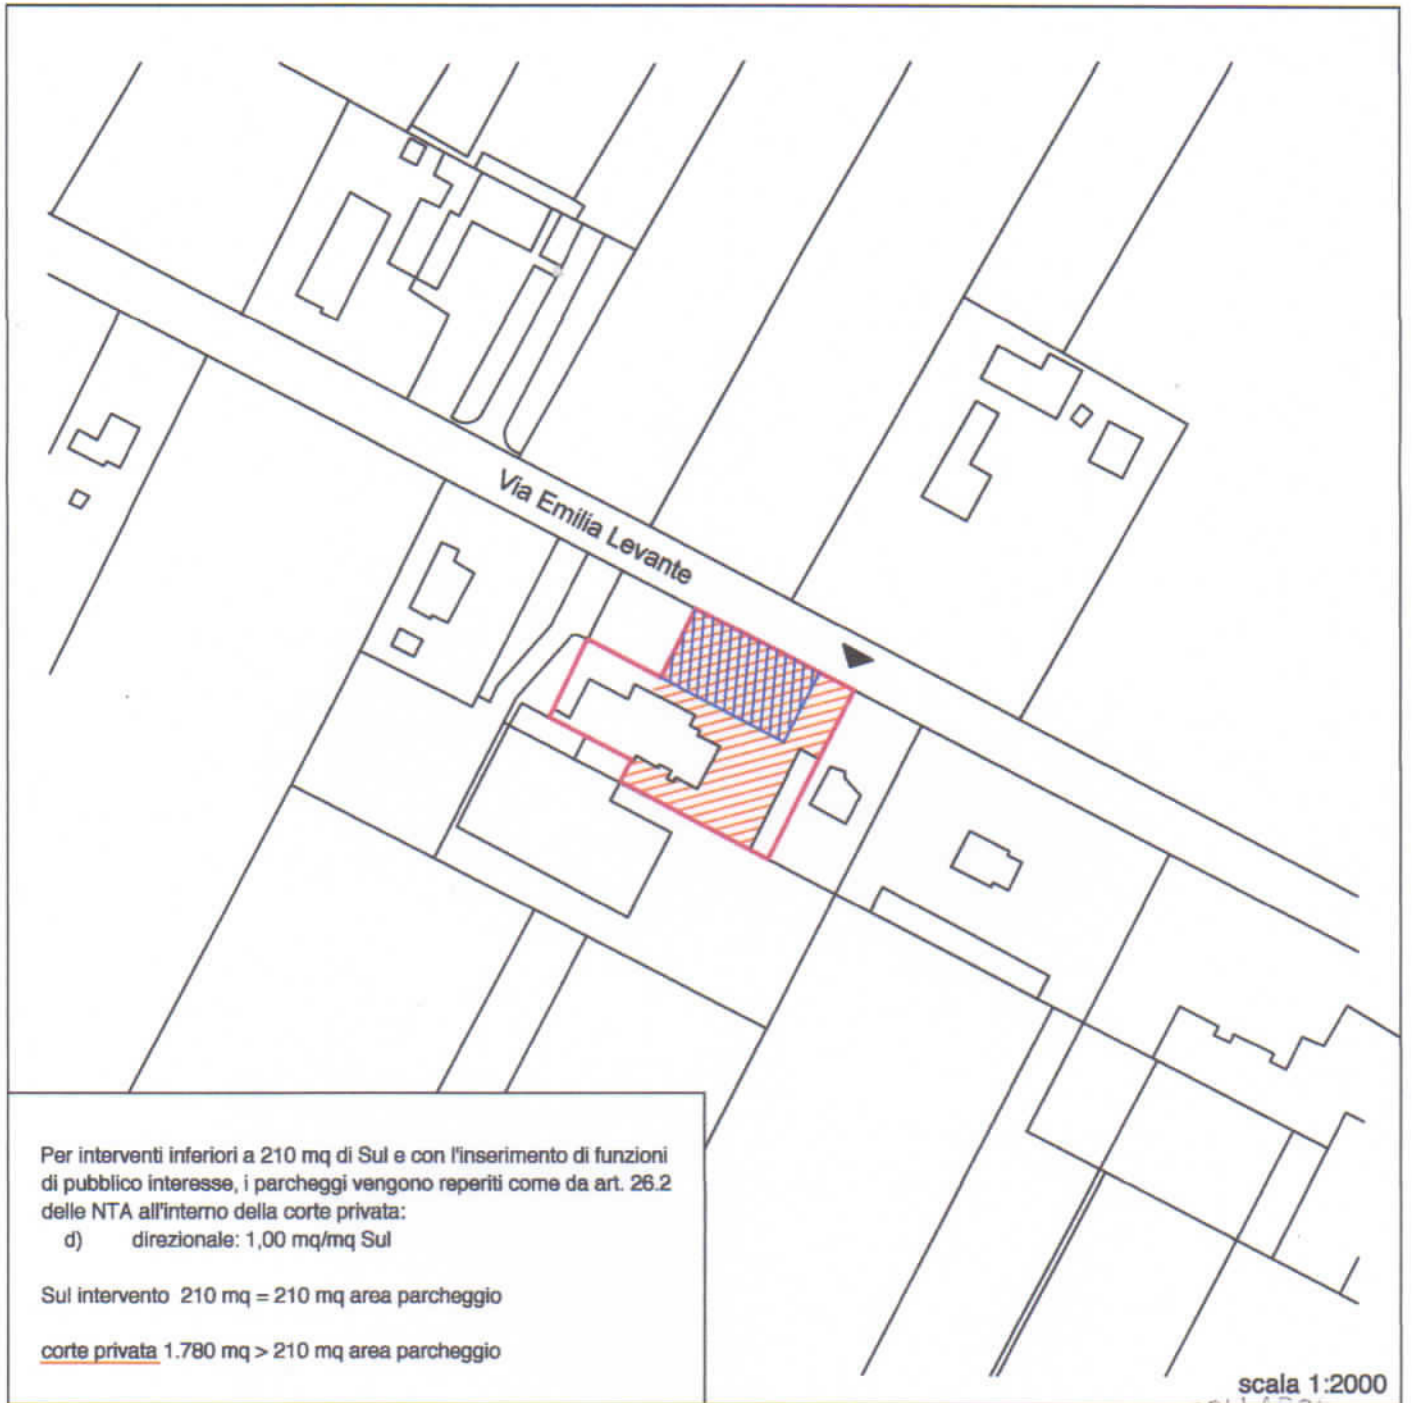 Via Emilia Levante
Per interventi inferiori a 210 mq di Sul e con l'inserimento di funzioni
di pubblico interesse, i parcheggi vengono reperiti come da art. 26.2
delle NTA all'interno della corte privata:
d) direzionale: 1,00 mq/mq Sul
Sul intervento 210 mq = 210 mq area parcheggio
corte privata 1.780 mq > 210 mq area parcheggio
scala 1:2000